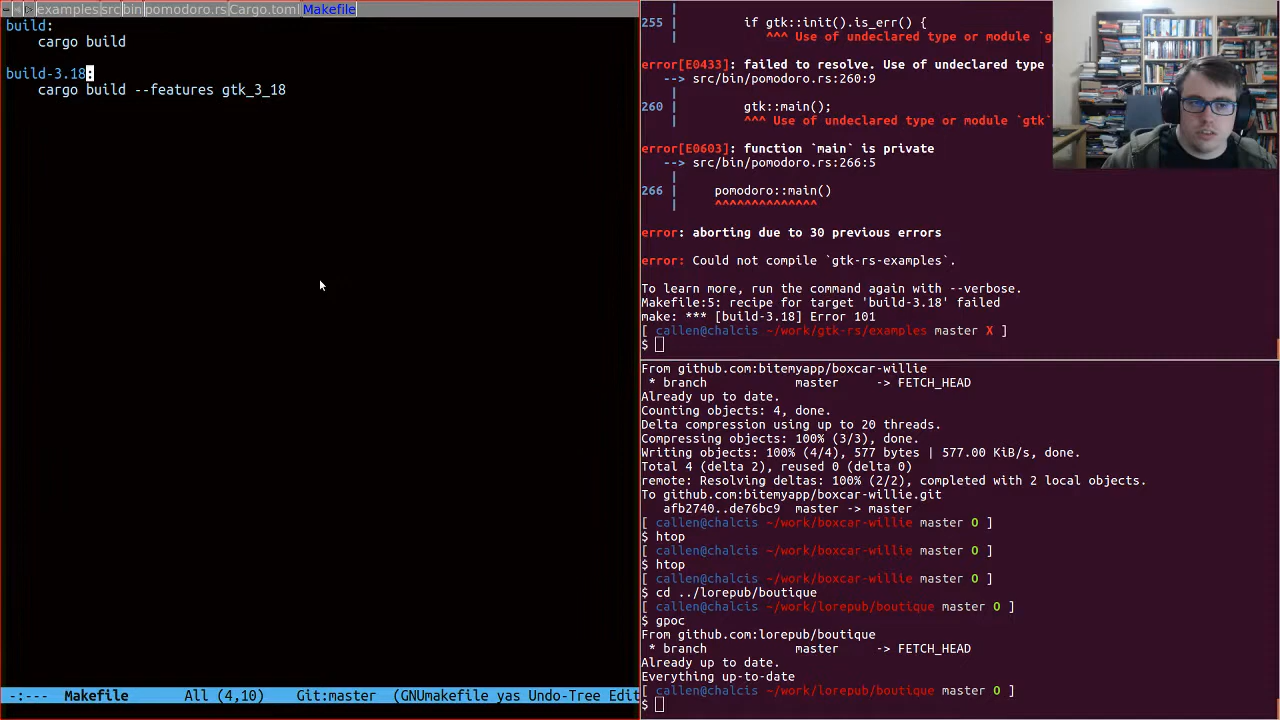 examples src bin pomodoro.rs Cargo.toml Makefile
build:
    cargo build
build-3.18:
    cargo build --features gtk_3_18
-:---  Makefile       All (4,10)    Git:master  (GNUmakefile yas Undo-Tree Edit
     |
255  |         if gtk::init().is_err() {
     |            ^^^ Use of undeclared type or module `g
error[E0433]: failed to resolve. Use of undeclared type
   --> src/bin/pomodoro.rs:260:9
    |
260 |         gtk::main();
    |         ^^^ Use of undeclared type or module `gtk`
error[E0603]: function `main` is private
   --> src/bin/pomodoro.rs:266:5
    |
266 |     pomodoro::main()
    |     ^^^^^^^^^^^^^^
error: aborting due to 30 previous errors
error: Could not compile `gtk-rs-examples`.
To learn more, run the command again with --verbose.
Makefile:5: recipe for target 'build-3.18' failed
make: *** [build-3.18] Error 101
[ callen@chalcis ~/work/gtk-rs/examples master X ]
$
From github.com:bitemyapp/boxcar-willie
 * branch            master     -> FETCH_HEAD
Already up to date.
Counting objects: 4, done.
Delta compression using up to 20 threads.
Compressing objects: 100% (3/3), done.
Writing objects: 100% (4/4), 577 bytes | 577.00 KiB/s, done.
Total 4 (delta 2), reused 0 (delta 0)
remote: Resolving deltas: 100% (2/2), completed with 2 local objects.
To github.com:bitemyapp/boxcar-willie.git
   afb2740..de76bc9  master -> master
[ callen@chalcis ~/work/boxcar-willie master O ]
$ htop
[ callen@chalcis ~/work/boxcar-willie master O ]
$ htop
[ callen@chalcis ~/work/boxcar-willie master O ]
$ cd ../lorepub/boutique
[ callen@chalcis ~/work/lorepub/boutique master O ]
$ gpoc
From github.com:lorepub/boutique
 * branch            master     -> FETCH_HEAD
Already up to date.
Everything up-to-date
[ callen@chalcis ~/work/lorepub/boutique master O ]
$